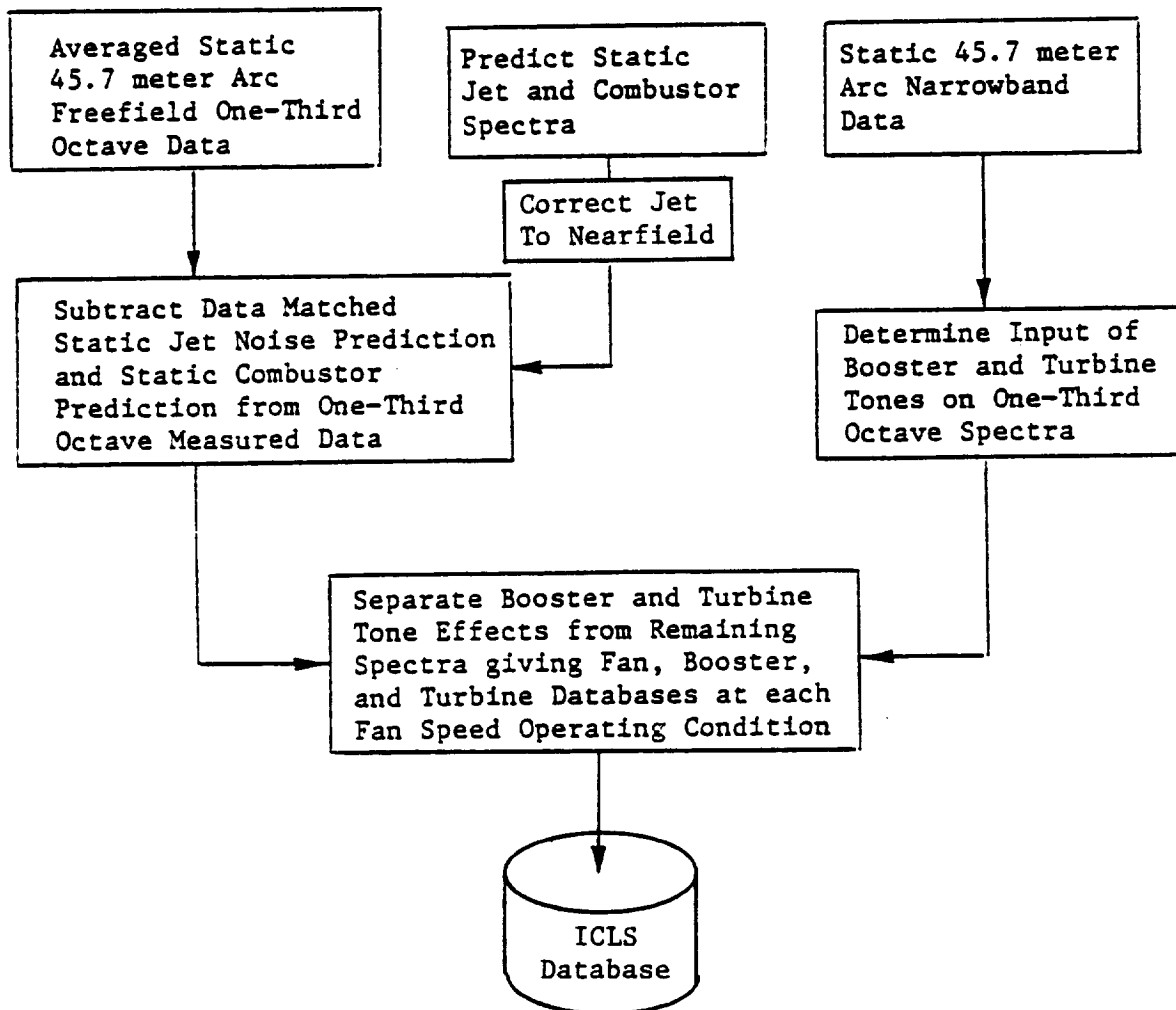 Averaged Static
45.7 meter Arc
Freefield One-Third
Octave Data
Predict Static
Jet and Combustor
Spectra
Static 45.7 meter
Arc Narrowband
Data
Correct Jet
To Nearfield
Subtract Data Matched
Static Jet Noise Prediction
and Static Combustor
Prediction from One-Third
Octave Measured Data
Determine Input of
Booster and Turbine
Tones on One-Third
Octave Spectra
Separate Booster and Turbine
Tone Effects from Remaining
Spectra giving Fan, Booster,
and Turbine Databases at each
Fan Speed Operating Condition
ICLS
Database